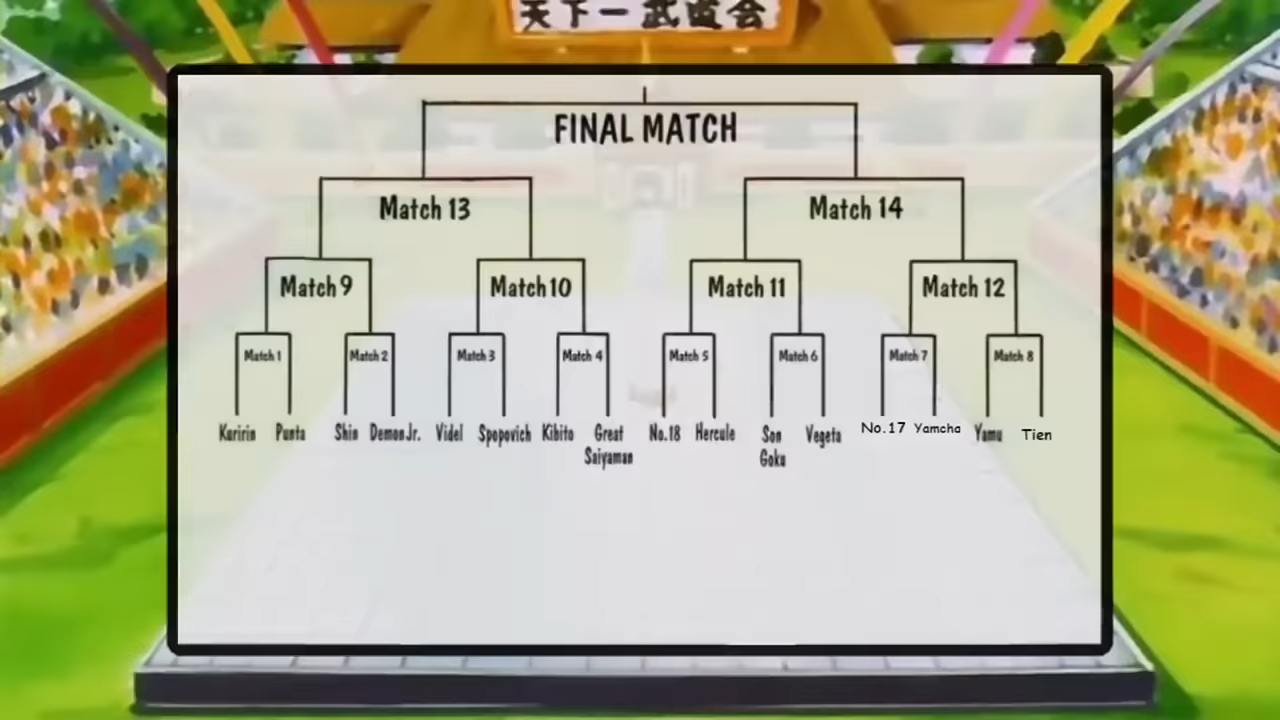 天下一武道会
FINAL MATCH
Match 13 Match 14
Match 9 Match 10 Match 11 Match 12
Match 1 Match 2 Match 3 Match 4 Match 5 Match 6 Match 7 Match 8
Kuririn Punta Shin Demon Jr. Videl Spopovich Kibito Great Saiyaman No.18 Hercule Son Goku Vegeta No.17 Yamcha Yamu Tien